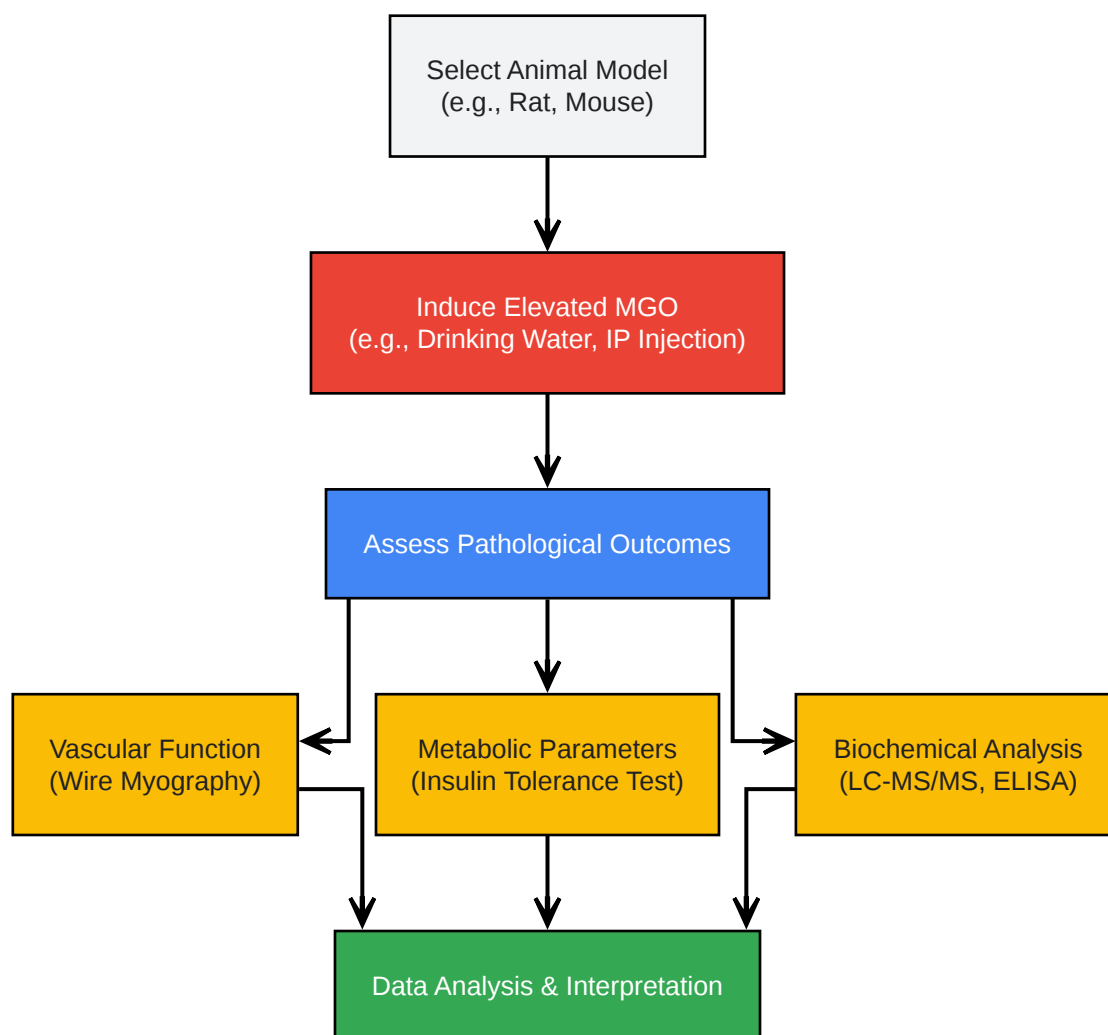 Select Animal Model
(e.g., Rat, Mouse)
Induce Elevated MGO
(e.g., Drinking Water, IP Injection)
Assess Pathological Outcomes
Vascular Function
(Wire Myography)
Metabolic Parameters
(Insulin Tolerance Test)
Biochemical Analysis
(LC-MS/MS, ELISA)
Data Analysis & Interpretation